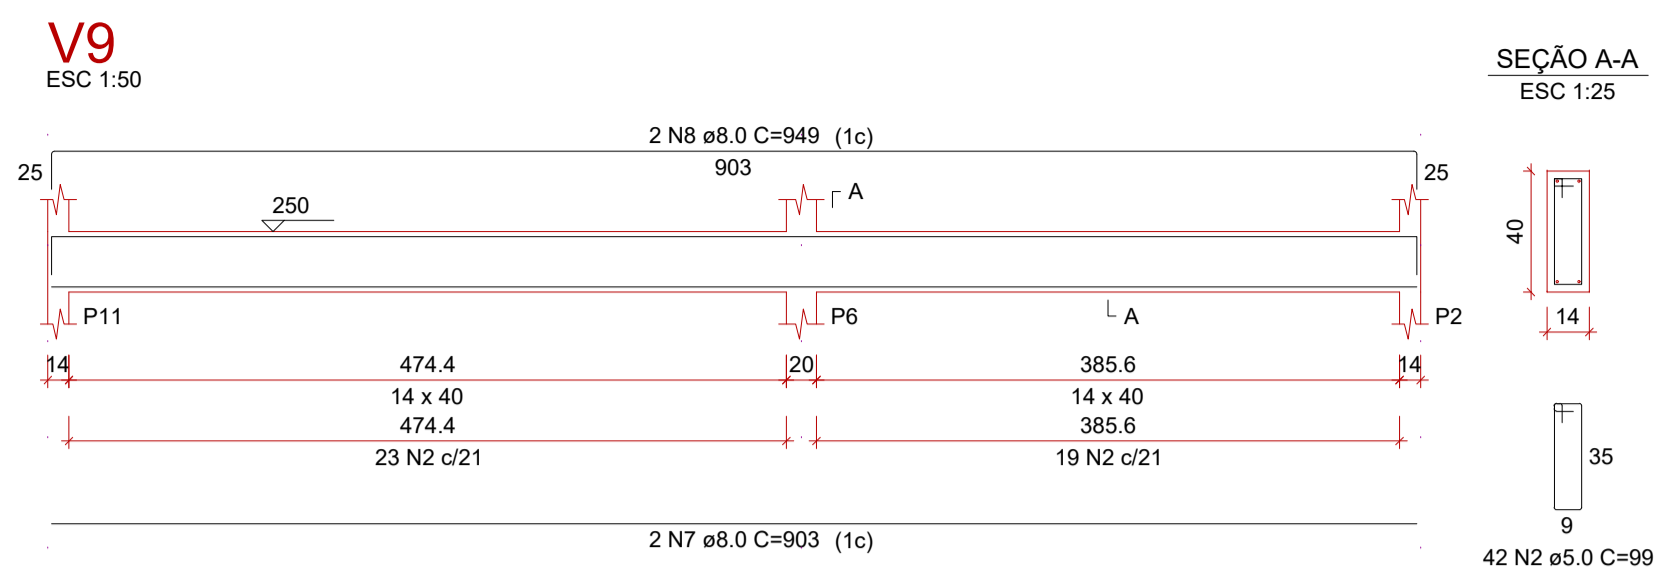 V9
ESC 1:50
SEÇÃO A-A
ESC 1:25
2 N8 ø8.0 C=949 (1c)
25
903
25
A
250
40
P11
P6
A
P2
14
14
474.4
20
385.6
14
14 x 40
14 x 40
474.4
385.6
23 N2 c/21
19 N2 c/21
35
9
2 N7 ø8.0 C=903 (1c)
42 N2 ø5.0 C=99